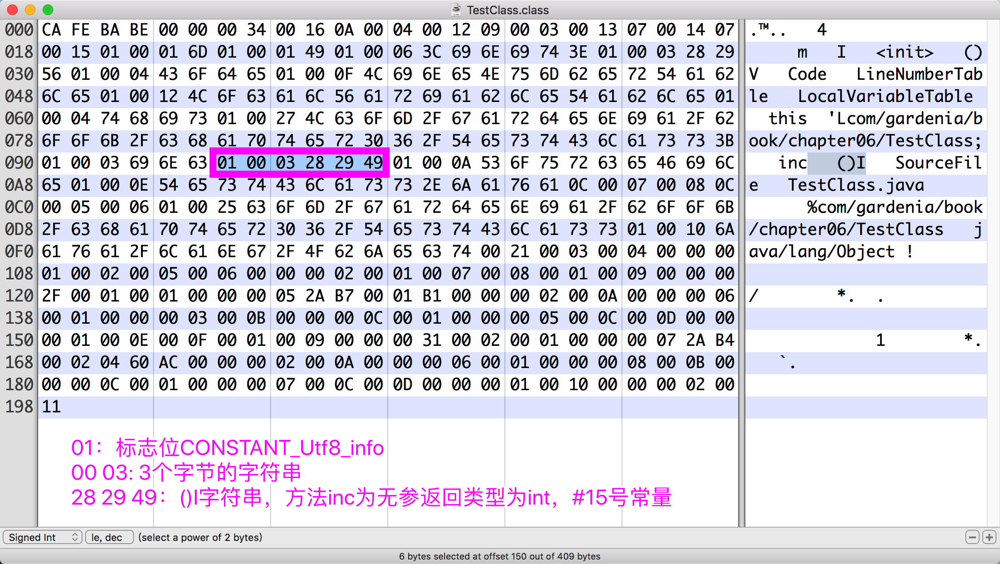 TestClass.class
000 CA FE BA BE 00 00 00 34 00 16 0A 00 04 00 12 09 00 03 00 13 07 00 14 07 .™.. 4
018 00 15 01 00 01 6D 01 00 01 49 01 00 06 3C 69 6E 69 74 3E 01 00 03 28 29 m I <init> ()
030 56 01 00 04 43 6F 64 65 01 00 0F 4C 69 6E 65 4E 75 6D 62 65 72 54 61 62 V Code LineNumberTab
048 6C 65 01 00 12 4C 6F 63 61 6C 56 61 72 69 61 62 6C 65 54 61 62 6C 65 01 le LocalVariableTable
060 00 04 74 68 69 73 01 00 27 4C 63 6F 6D 2F 67 61 72 64 65 6E 69 61 2F 62 this 'Lcom/gardenia/b
078 6F 6F 6B 2F 63 68 61 70 74 65 72 30 36 2F 54 65 73 74 43 6C 61 73 73 3B ook/chapter06/TestClass;
090 01 00 03 69 6E 63 01 00 03 28 29 49 01 00 0A 53 6F 75 72 63 65 46 69 6C inc ()I SourceFil
0A8 65 01 00 0E 54 65 73 74 43 6C 61 73 73 2E 6A 61 76 61 0C 00 07 00 08 0C e TestClass.java
0C0 00 05 00 06 01 00 25 63 6F 6D 2F 67 61 72 64 65 6E 69 61 2F 62 6F 6F 6B %com/gardenia/book
0D8 2F 63 68 61 70 74 65 72 30 36 2F 54 65 73 74 43 6C 61 73 73 01 00 10 6A /chapter06/TestClass j
0F0 61 76 61 2F 6C 61 6E 67 2F 4F 62 6A 65 63 74 00 21 00 03 00 04 00 00 00 ava/lang/Object !
108 01 00 02 00 05 00 06 00 00 00 02 00 01 00 07 00 08 00 01 00 09 00 00 00
120 2F 00 01 00 01 00 00 00 05 2A B7 00 01 B1 00 00 00 02 00 0A 00 00 00 06 / *. .
138 00 01 00 00 00 03 00 0B 00 00 00 0C 00 01 00 00 00 05 00 0C 00 0D 00 00
150 00 01 00 0E 00 0F 00 01 00 09 00 00 00 31 00 02 00 01 00 00 00 07 2A B4 1 *.
168 00 02 04 60 AC 00 00 00 02 00 0A 00 00 00 06 00 01 00 00 00 08 00 0B 00 `.
180 00 00 0C 00 01 00 00 00 07 00 0C 00 0D 00 00 00 01 00 10 00 00 00 02 00
198 11
01：标志位CONSTANT_Utf8_info
00 03: 3个字节的字符串
28 29 49：()I字符串，方法inc为无参返回类型为int，#15号常量
Signed Int le, dec (select a power of 2 bytes)
6 bytes selected at offset 150 out of 409 bytes